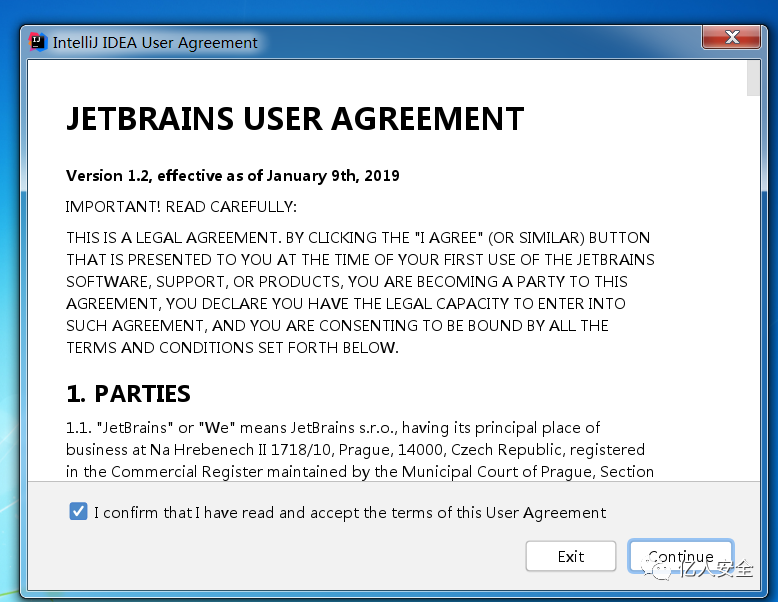 IntelliJ IDEA User Agreement
JETBRAINS USER AGREEMENT
Version 1.2, effective as of January 9th, 2019
IMPORTANT! READ CAREFULLY:
THIS IS A LEGAL AGREEMENT. BY CLICKING THE "I AGREE" (OR SIMILAR) BUTTON
THAT IS PRESENTED TO YOU AT THE TIME OF YOUR FIRST USE OF THE JETBRAINS
SOFTWARE, SUPPORT, OR PRODUCTS, YOU ARE BECOMING A PARTY TO THIS
AGREEMENT, YOU DECLARE YOU HAVE THE LEGAL CAPACITY TO ENTER INTO
SUCH AGREEMENT, AND YOU ARE CONSENTING TO BE BOUND BY ALL THE
TERMS AND CONDITIONS SET FORTH BELOW.
1. PARTIES
1.1. "JetBrains" or "We" means JetBrains s.r.o., having its principal place of
business at Na Hrebenech II 1718/10, Prague, 14000, Czech Republic, registered
in the Commercial Register maintained by the Municipal Court of Prague, Section
I confirm that I have read and accept the terms of this User Agreement
Exit
Continue
亿人安全